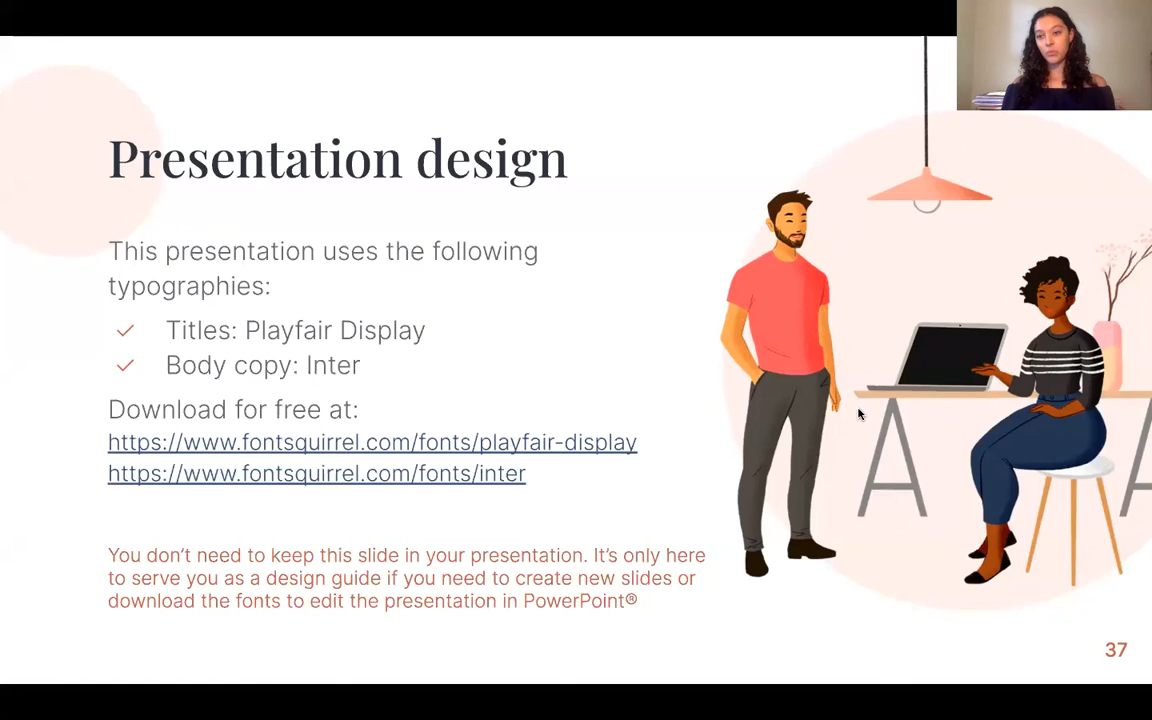 Presentation design
This presentation uses the following
typographies:
Titles: Playfair Display
Body copy: Inter
Download for free at:
https://www.fontsquirrel.com/fonts/playfair-display
https://www.fontsquirrel.com/fonts/inter
You don’t need to keep this slide in your presentation. It’s only here
to serve you as a design guide if you need to create new slides or
download the fonts to edit the presentation in PowerPoint®
37